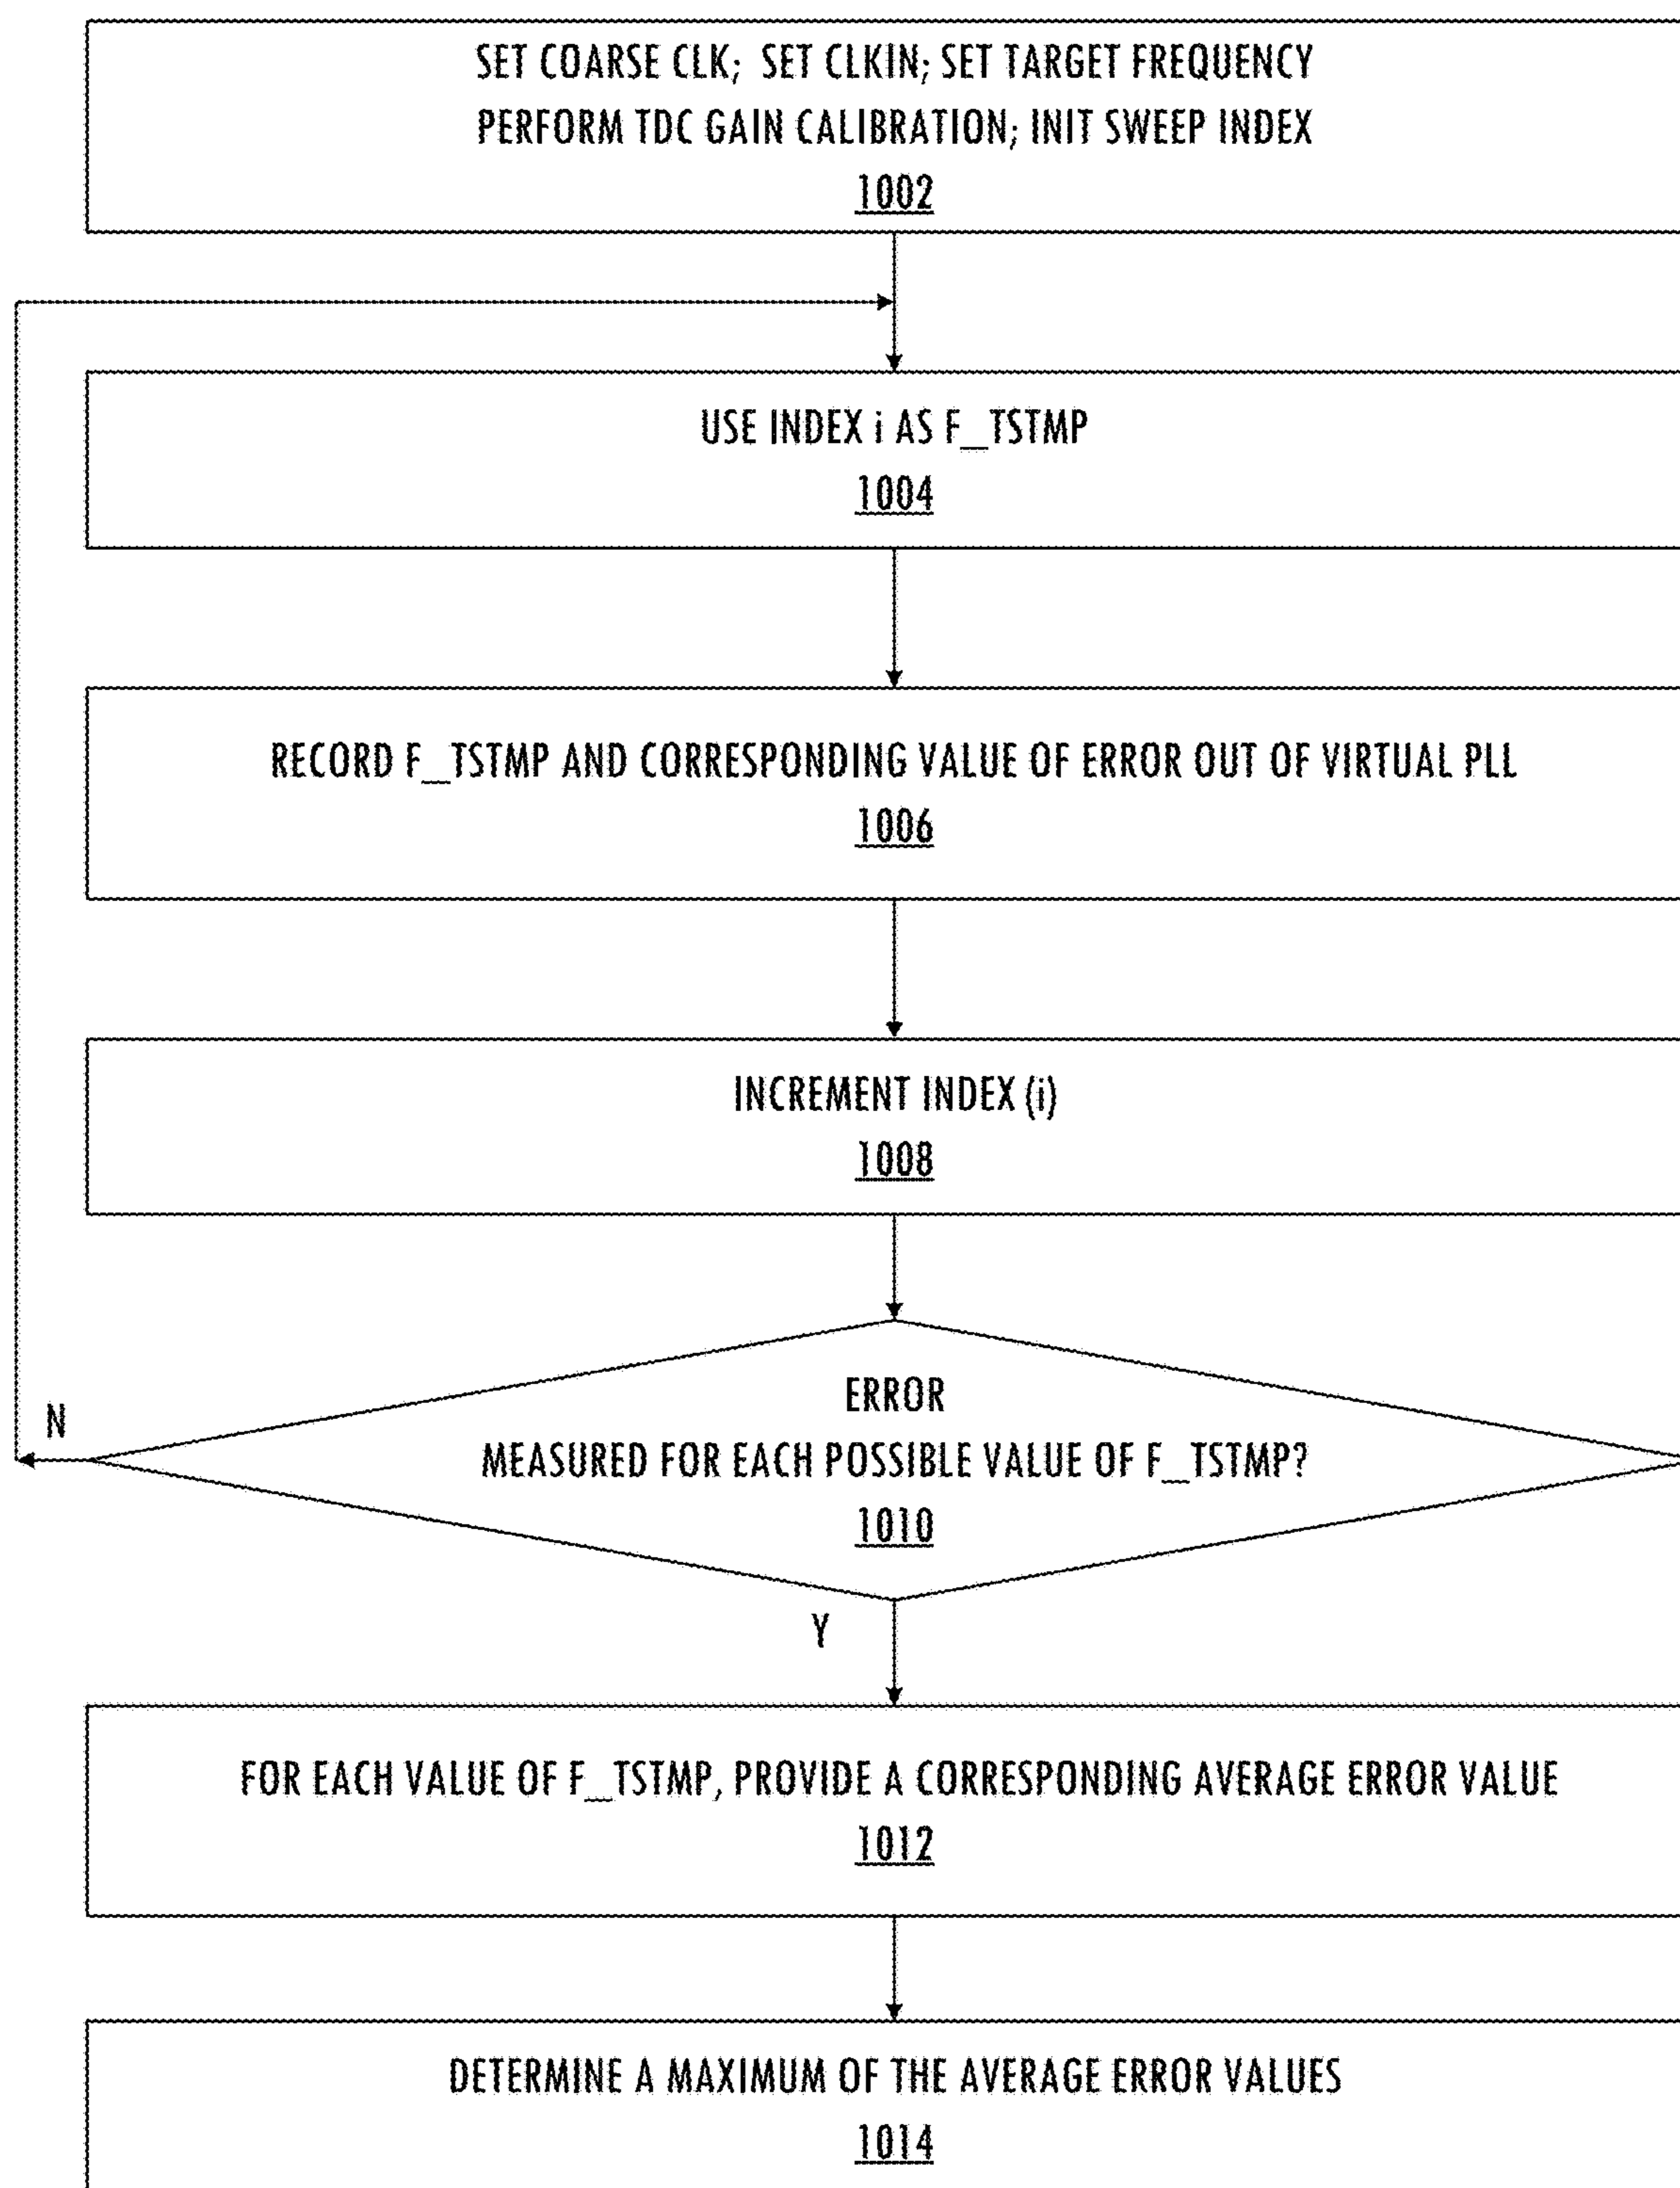 SET COARSE CLK; SET CLKIN; SET TARGET FREQUENCY
PERFORM TDC GAIN CALIBRATION; INIT SWEEP INDEX
1002
USE INDEX i AS F_TSTMP
1004
RECORD F_TSTMP AND CORRESPONDING VALUE OF ERROR OUT OF VIRTUAL PLL
1006
INCREMENT INDEX (i)
1008
ERROR
N
MEASURED FOR EACH POSSIBLE VALUE OF F_TSTMP?
1010
Y
FOR EACH VALUE OF F_TSTMP, PROVIDE A CORRESPONDING AVERAGE ERROR VALUE
1012
DETERMINE A MAXIMUM OF THE AVERAGE ERROR VALUES
1014